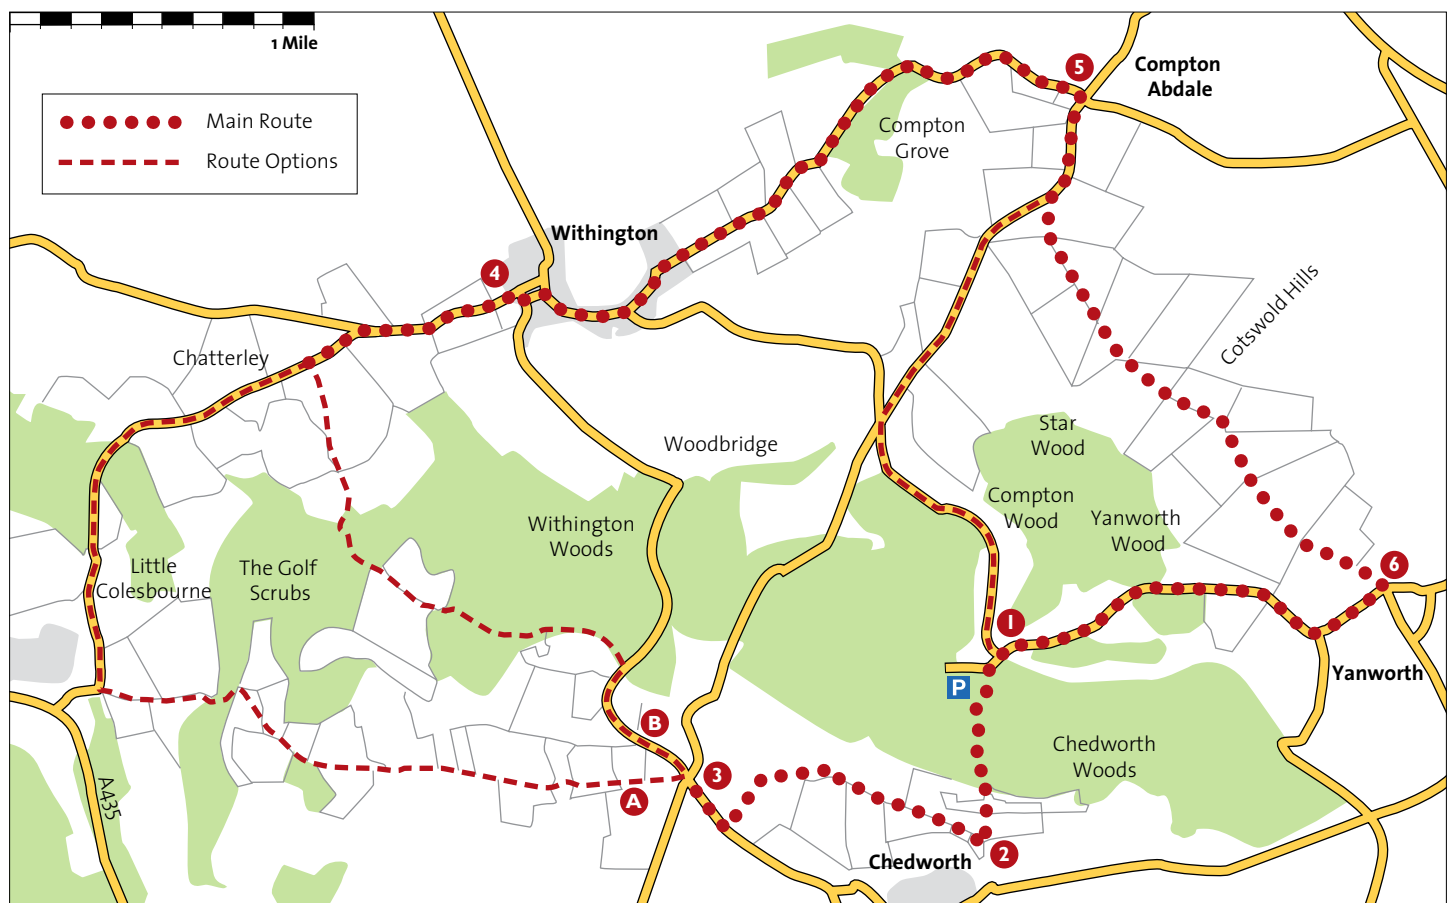 1 Mile
Main Route
Route Options
5
Compton
Abdale
Compton
Grove
Withington
4
Cotswold Hills
Chatterley
Star
Wood
Woodbridge
Compton
Wood
Yanworth
Wood
Withington
Woods
Little
Colesbourne
The Golf
Scrubs
6
1
Yanworth
P
B
Chedworth
Woods
3
A
A435
2
Chedworth